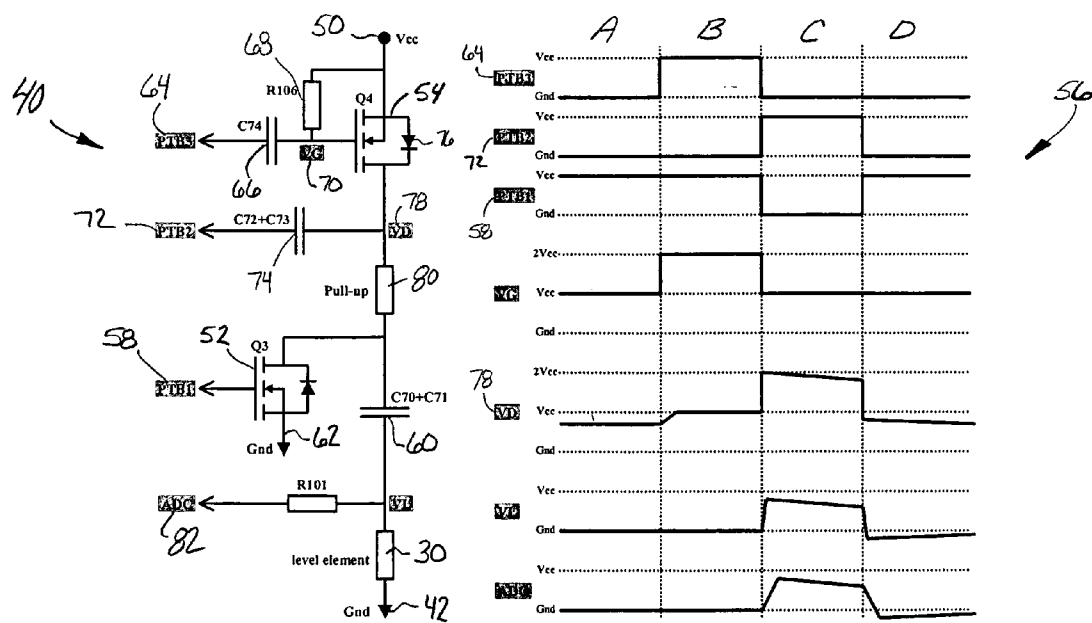 A B C D
50
Vcc
63
64
40
R106
Q4
54
C74
PTB3
VG
76
66
70
72
C72+C73
78
PTB2
VD
74
Pull-up
80
58
52
Q3
PTB1
C70+C71
62
60
Gnd
R101
ADC
VL
82
level element
30
Gnd
42
56
64
Vcc
PTB3
Gnd
Vcc
PTB2
72
Gnd
Vcc
PTB1
58
Gnd
2Vcc
VG
Vcc
Gnd
78
2Vcc
VD
Vcc
Gnd
Vcc
VL
Gnd
Vcc
ADC
Gnd